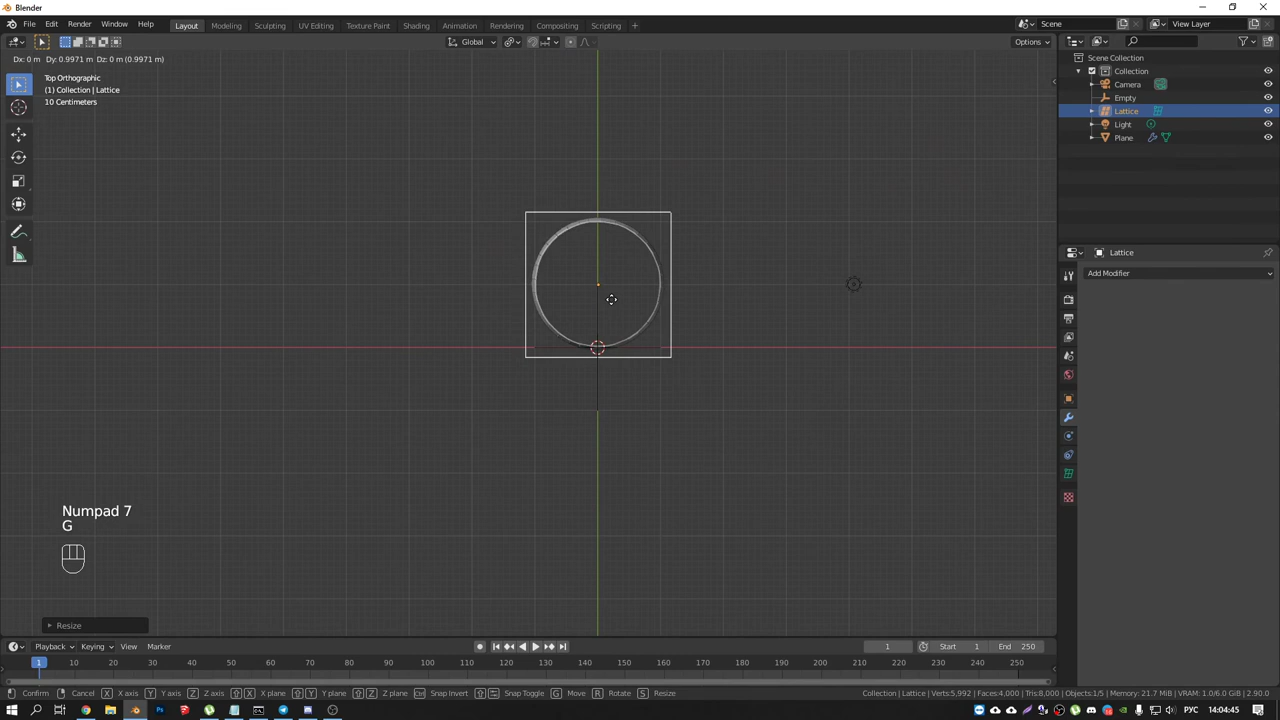 Blender
File Edit Render Window Help
Layout Modeling Sculpting UV Editing Texture Paint Shading Animation Rendering Compositing Scripting +
Scene
View Layer
Global
Options
Dx: 0 m Dy: 0.9971 m Dz: 0 m (0.9971 m)
Top Orthographic
(1) Collection | Lattice
10 Centimeters
Scene Collection
Collection
Camera
Empty
Lattice
Light
Plane
Lattice
Add Modifier
Numpad 7
G
Resize
Playback Keying View Marker
1
Start 1
End 250
1 10 20 30 40 50 60 70 80 90 100 110 120 130 140 150 160 170 180 190 200 210 220 230 240 250
Confirm Cancel X X axis Y Y axis Z Z axis X X plane Y Y plane Z Z plane Snap Invert Snap Toggle G Move R Rotate S Resize
Collection | Lattice | Verts:5,992 | Faces:4,000 | Tris:8,000 | Objects:1/5 | Memory: 21.7 MiB | VRAM: 1.0/6.0 GiB | 2.90.0
РУС
14:04:45